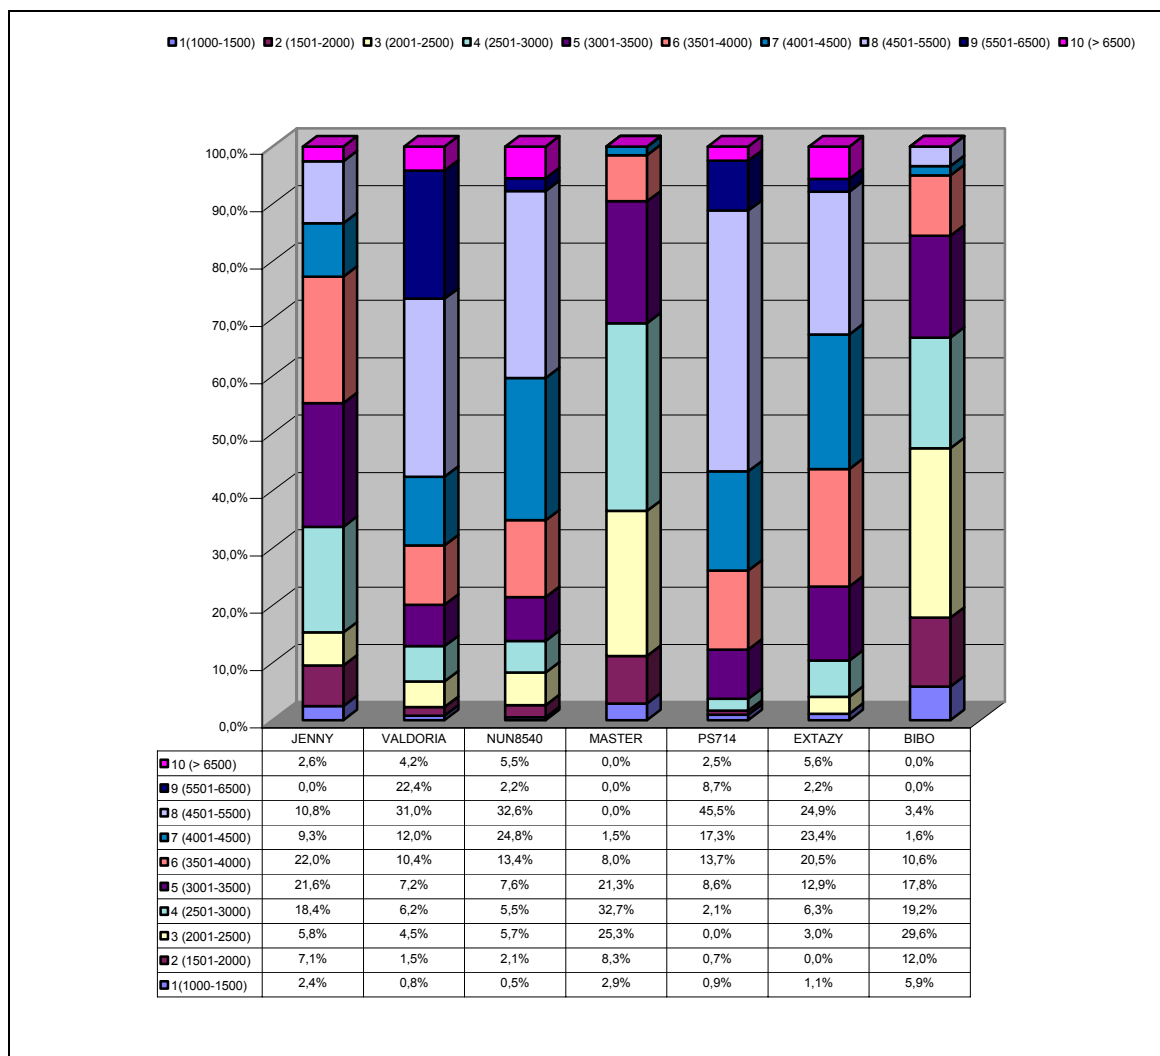 1(1000-1500) 2 (1501-2000) 3 (2001-2500) 4 (2501-3000) 5 (3001-3500) 6 (3501-4000) 7 (4001-4500) 8 (4501-5500) 9 (5501-6500) 10 (> 6500)
100,0%
90,0%
80,0%
70,0%
60,0%
50,0%
40,0%
30,0%
20,0%
10,0%
0,0%
JENNY VALDORIA NUN8540 MASTER PS714 EXTAZY BIBO
10 (> 6500) 2,6% 4,2% 5,5% 0,0% 2,5% 5,6% 0,0%
9 (5501-6500) 0,0% 22,4% 2,2% 0,0% 8,7% 2,2% 0,0%
8 (4501-5500) 10,8% 31,0% 32,6% 0,0% 45,5% 24,9% 3,4%
7 (4001-4500) 9,3% 12,0% 24,8% 1,5% 17,3% 23,4% 1,6%
6 (3501-4000) 22,0% 10,4% 13,4% 8,0% 13,7% 20,5% 10,6%
5 (3001-3500) 21,6% 7,2% 7,6% 21,3% 8,6% 12,9% 17,8%
4 (2501-3000) 18,4% 6,2% 5,5% 32,7% 2,1% 6,3% 19,2%
3 (2001-2500) 5,8% 4,5% 5,7% 25,3% 0,0% 3,0% 29,6%
2 (1501-2000) 7,1% 1,5% 2,1% 8,3% 0,7% 0,0% 12,0%
1(1000-1500) 2,4% 0,8% 0,5% 2,9% 0,9% 1,1% 5,9%